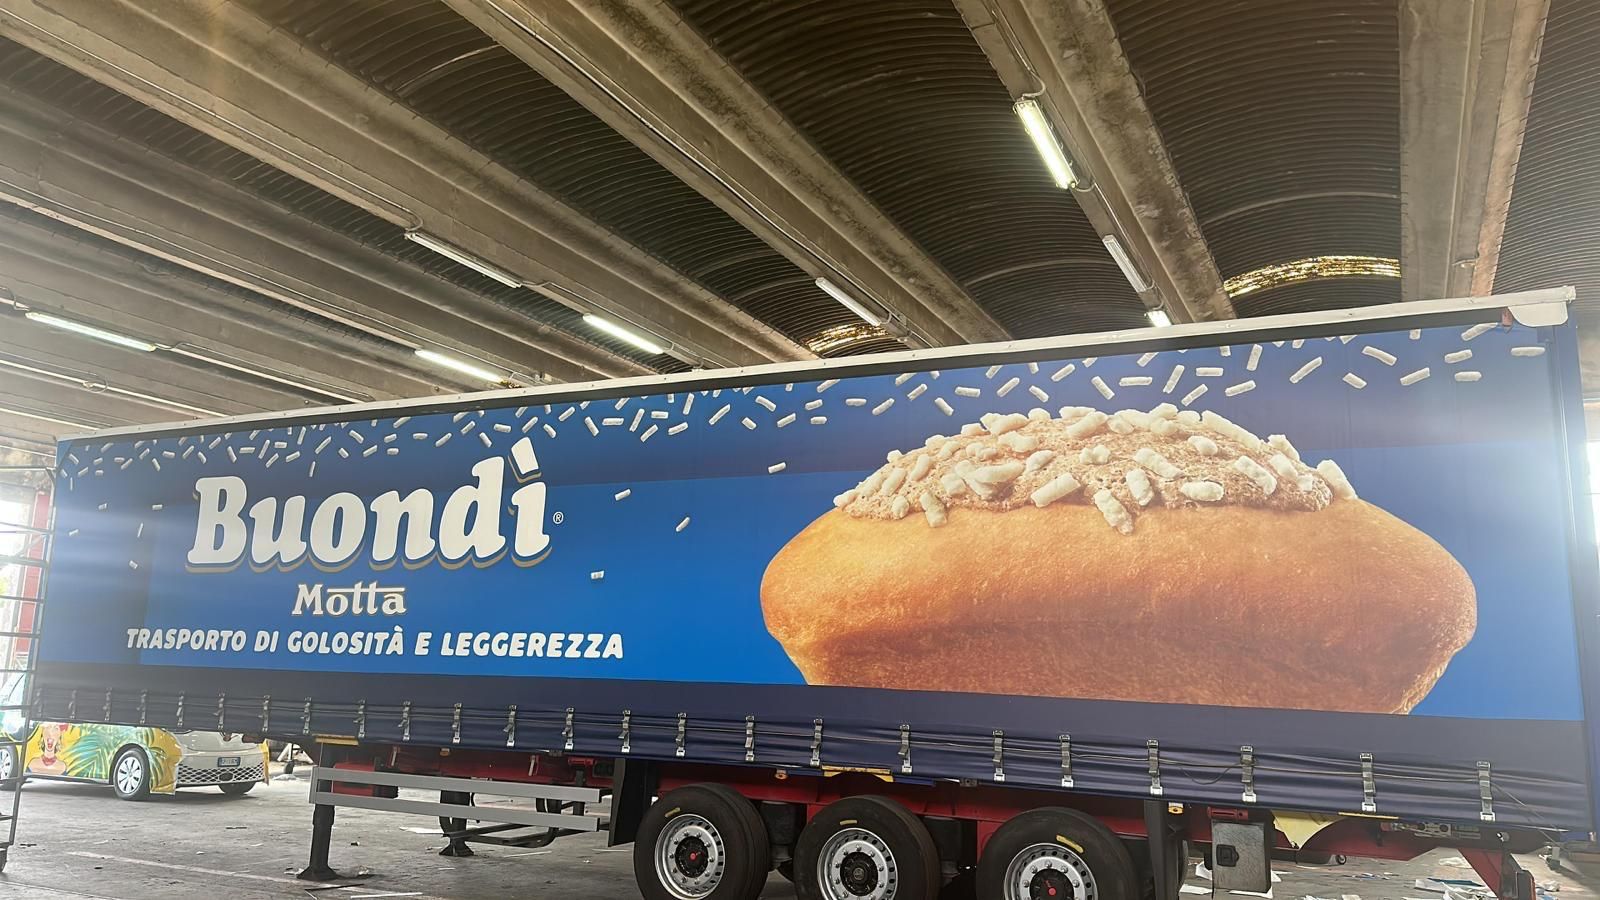 Buondì®
Motta
TRASPORTO DI GOLOSITÀ E LEGGEREZZA